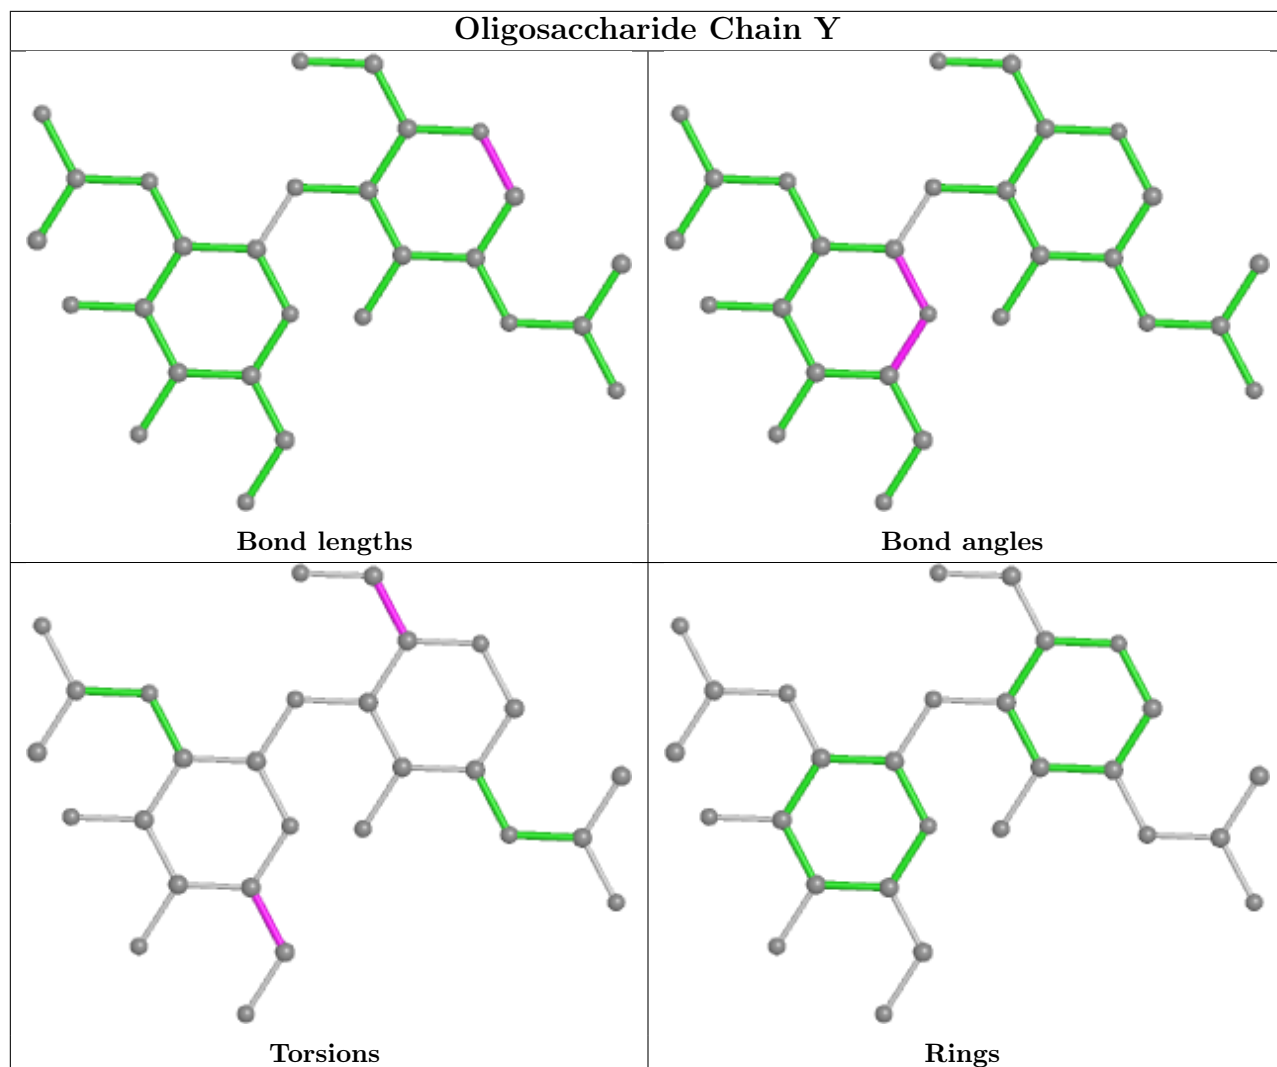 Oligosaccharide Chain Y
Bond lengths
Bond angles
Torsions
Rings